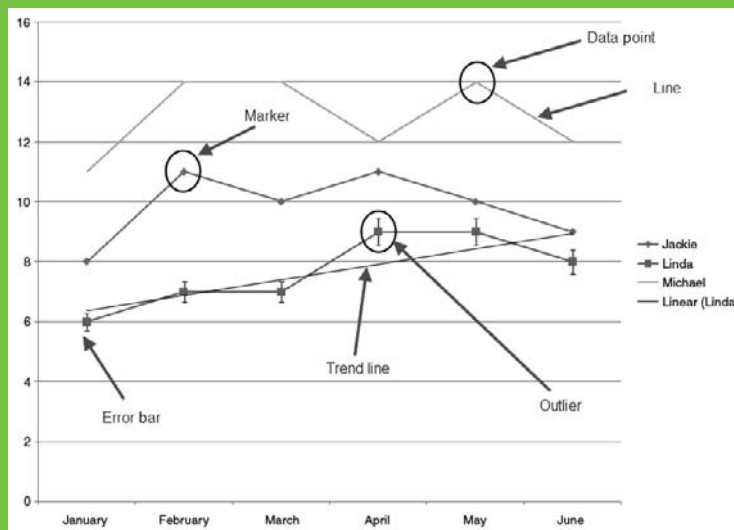 16
Data point
14
Line
Marker
12
10
8
Jackie
Linda
Michael
Linear (Linda
6
Trend line
Outlier
Error bar
4
2
0
January February March April May June